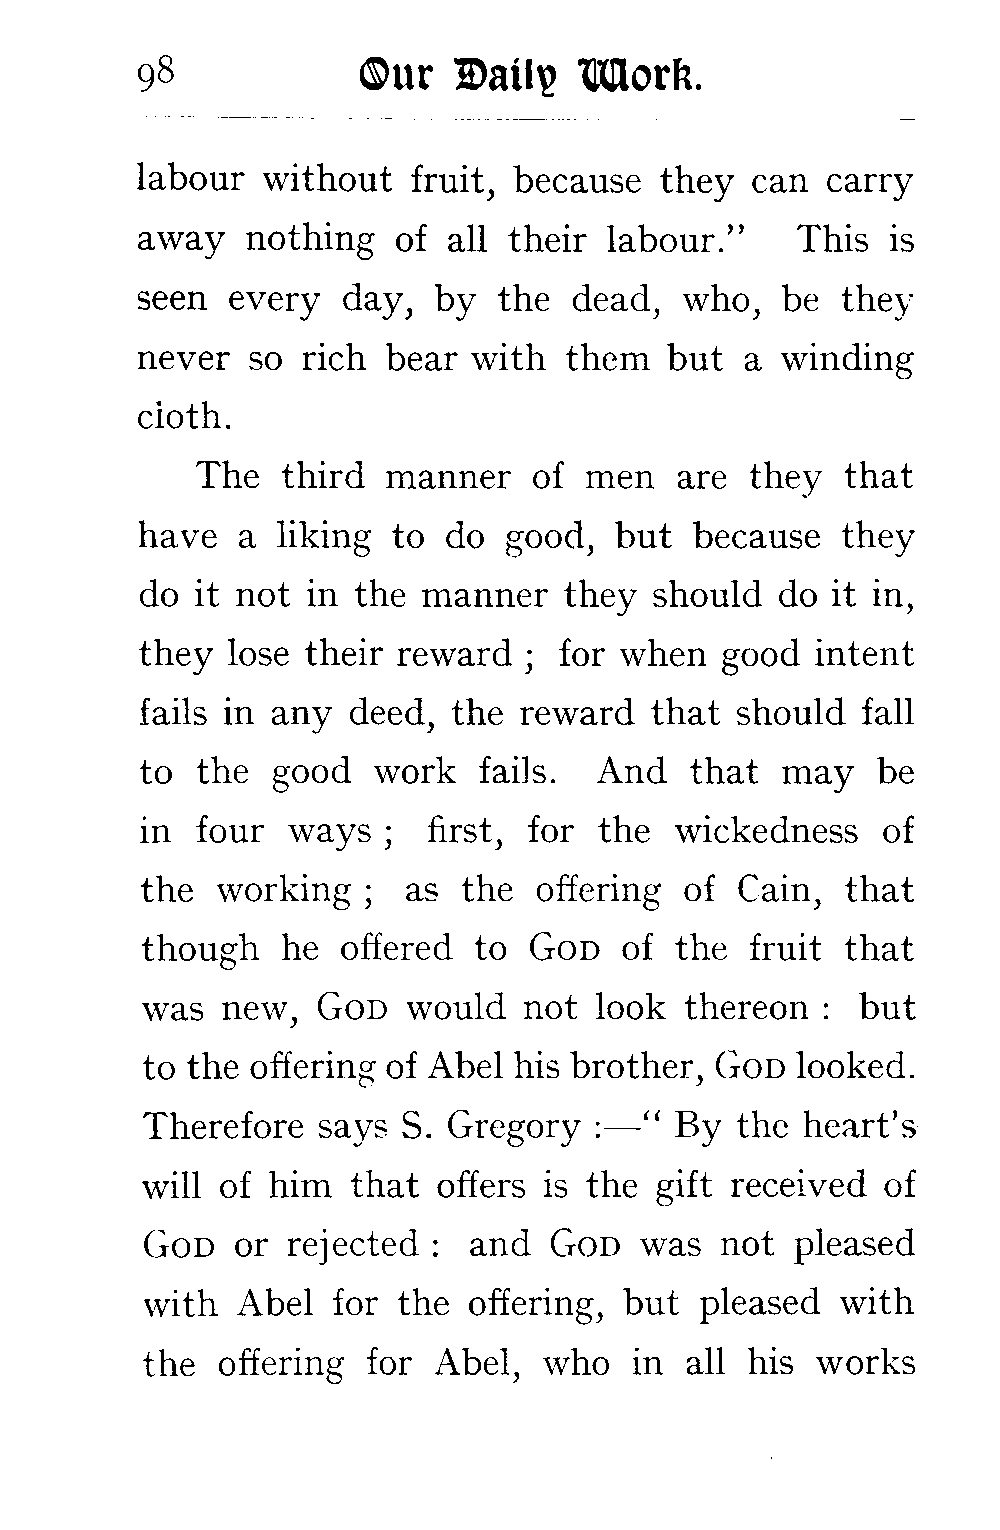 98 Our Daily Work.
labour without fruit, because they can carry
away nothing of all their labour.” This is
seen every day, by the dead, who, be they
never so rich bear with them but a winding
cloth.
The third manner of men are they that
have a liking to do good, but because they
do it not in the manner they should do it in,
they lose their reward ; for when good intent
fails in any deed, the reward that should fall
to the good work fails. And that may be
in four ways ; first, for the wickedness of
the working ; as the offering of Cain, that
though he offered to GOD of the fruit that
was new, GOD would not look thereon : but
to the offering of Abel his brother, GOD looked.
Therefore says S. Gregory :—“ By the heart's
will of him that offers is the gift received of
GOD or rejected : and GOD was not pleased
with Abel for the offering, but pleased with
the offering for Abel, who in all his works